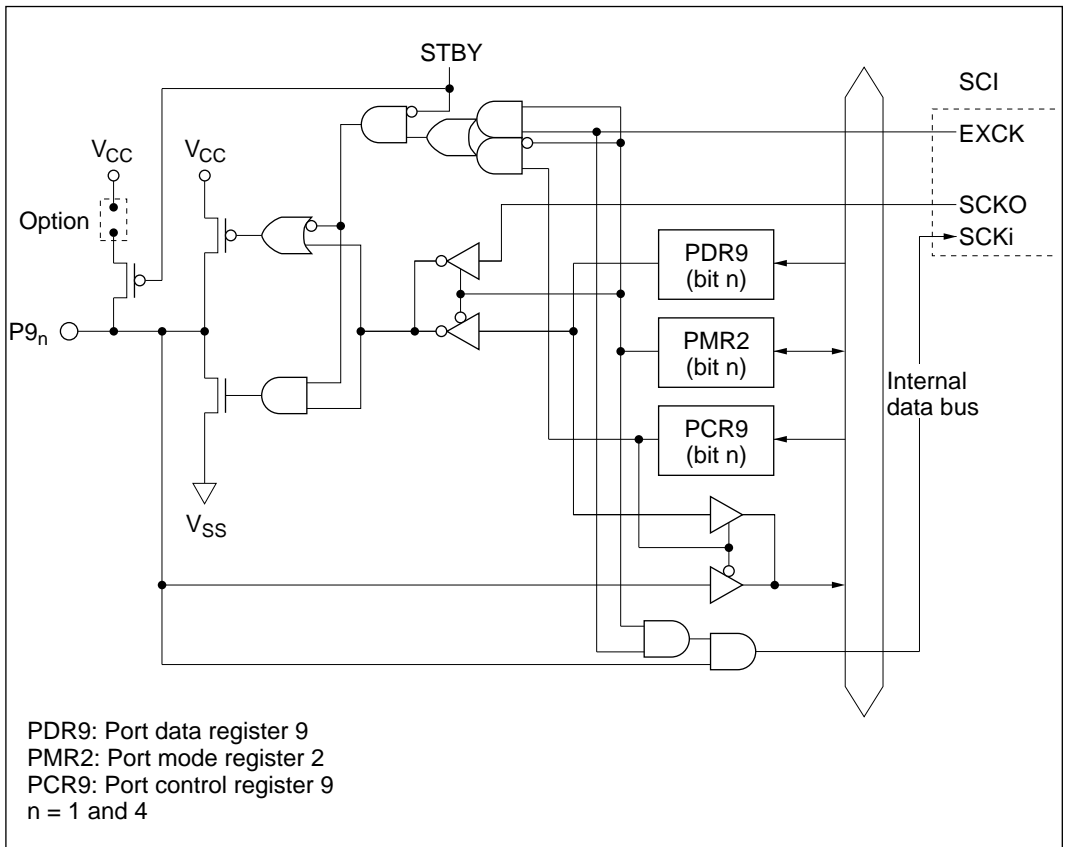 STBY
SCI
EXCK
VCC
VCC
Option
SCKO
SCKi
PDR9
(bit n)
P9n
PMR2
(bit n)
Internal
data bus
PCR9
(bit n)
VSS
PDR9: Port data register 9
PMR2: Port mode register 2
PCR9: Port control register 9
n = 1 and 4